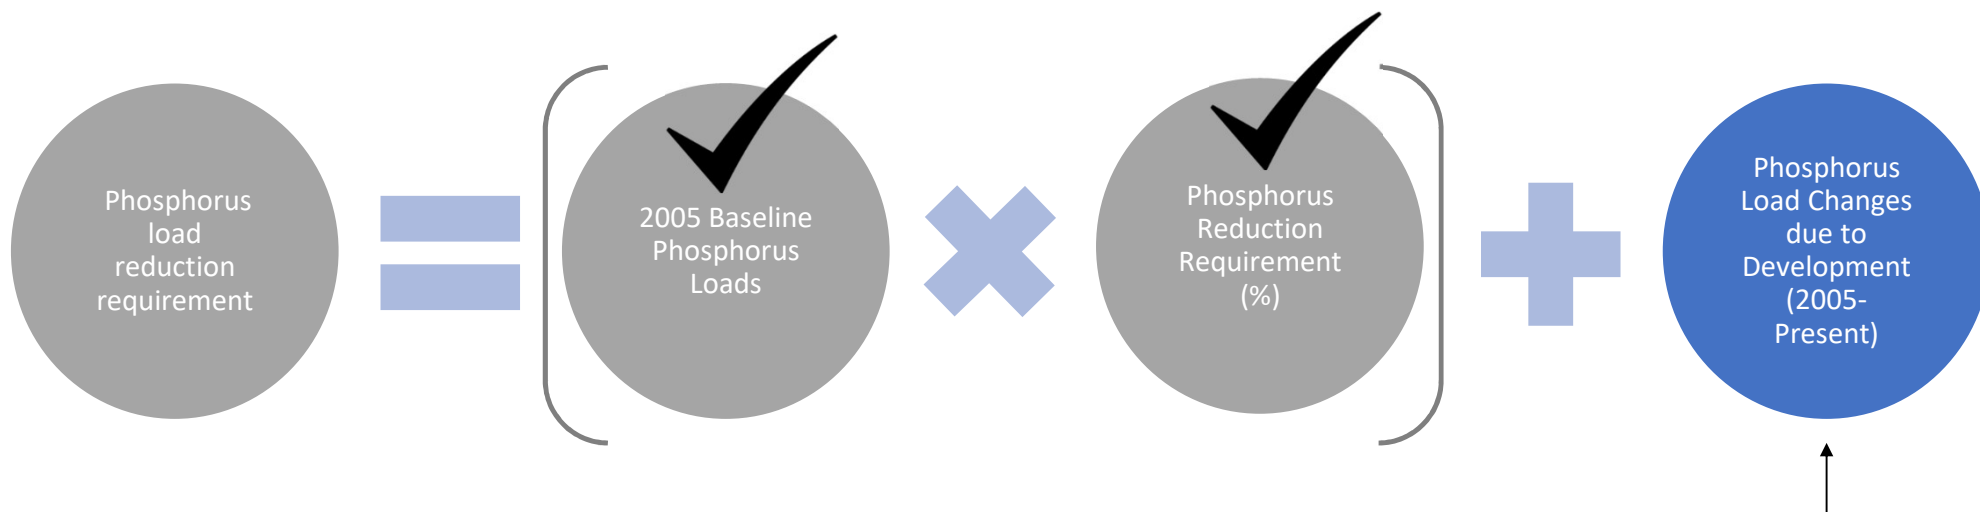 Phosphorus
load
reduction
requirement
2005 Baseline
Phosphorus
Loads
Phosphorus
Reduction
Requirement
(%)
Phosphorus
Load Changes
due to
Development
(2005-
Present)